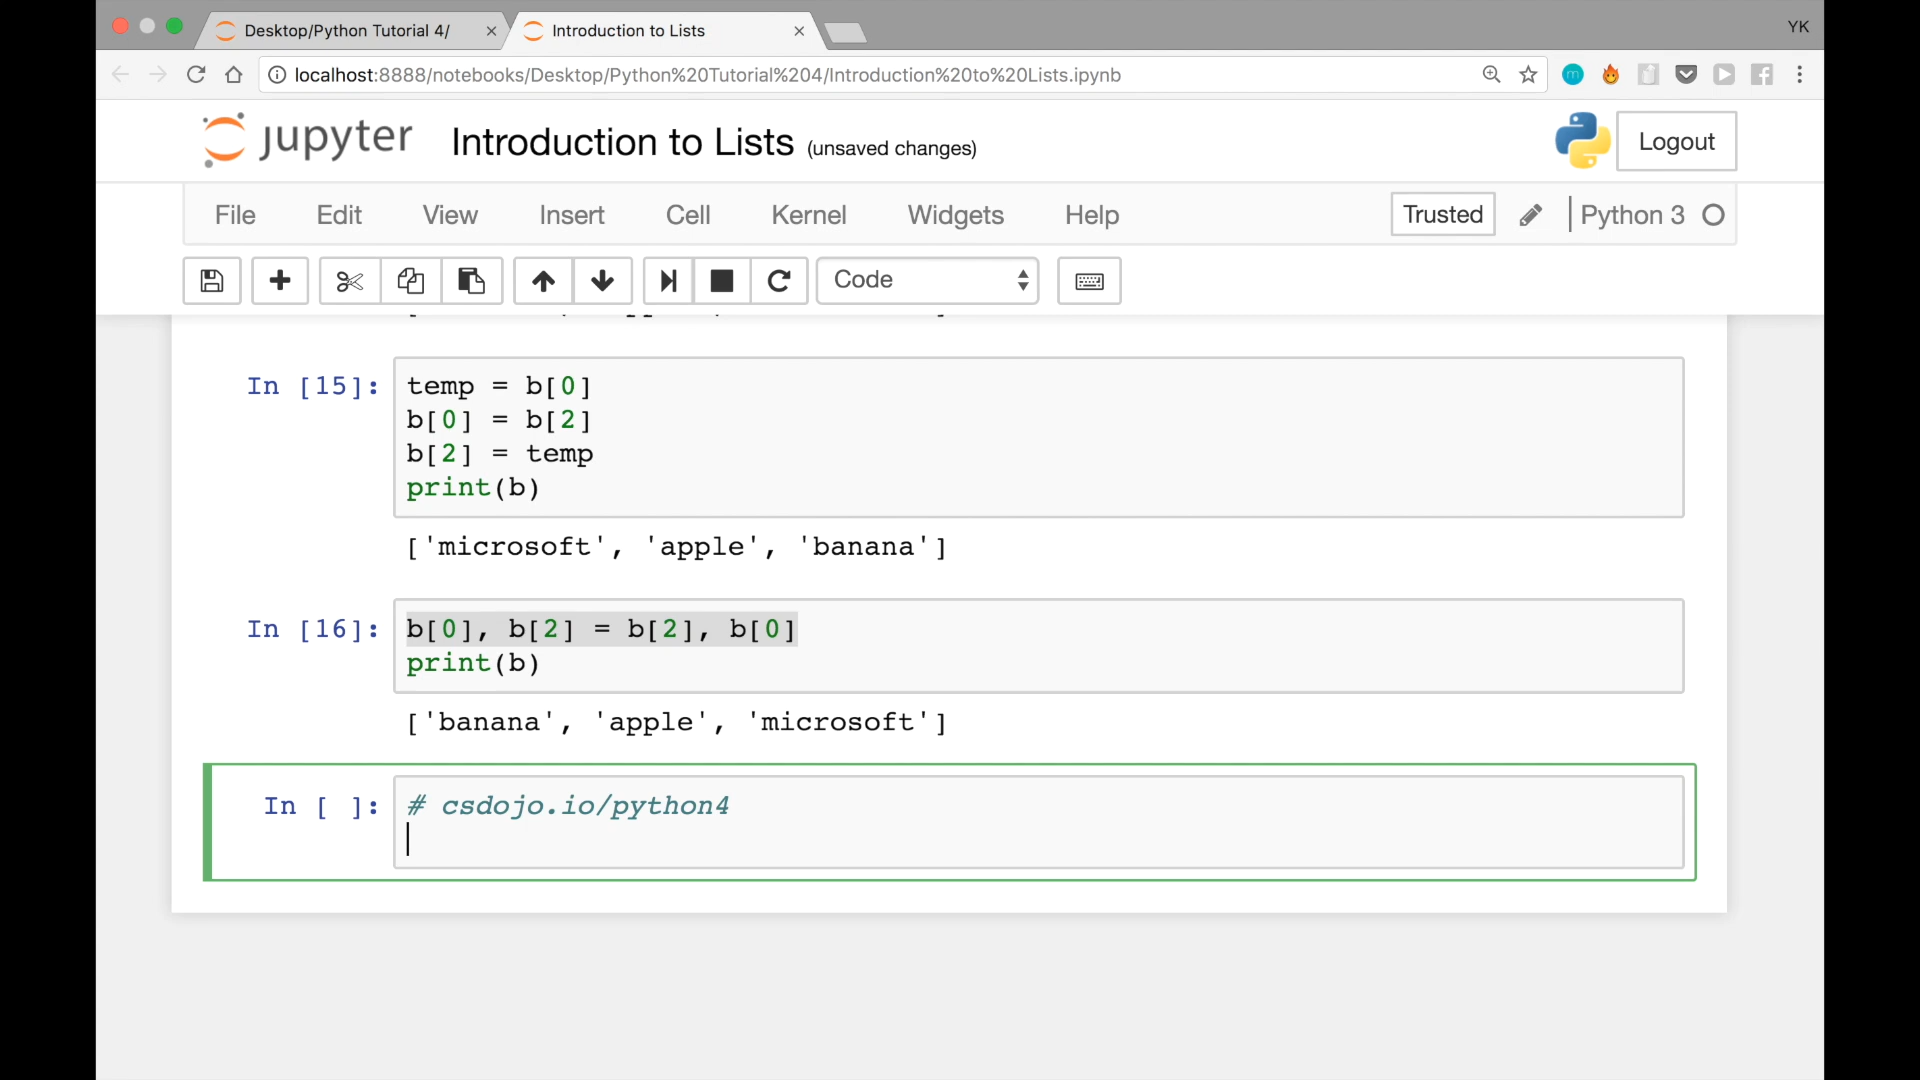 Desktop/Python Tutorial 4/
Introduction to Lists
YK
localhost:8888/notebooks/Desktop/Python%20Tutorial%204/Introduction%20to%20Lists.ipynb
jupyter Introduction to Lists (unsaved changes)
Logout
File Edit View Insert Cell Kernel Widgets Help Trusted Python 3
Code
In [15]: temp = b[0]
b[0] = b[2]
b[2] = temp
print(b)
['microsoft', 'apple', 'banana']
In [16]: b[0], b[2] = b[2], b[0]
print(b)
['banana', 'apple', 'microsoft']
In [ ]: # csdojo.io/python4